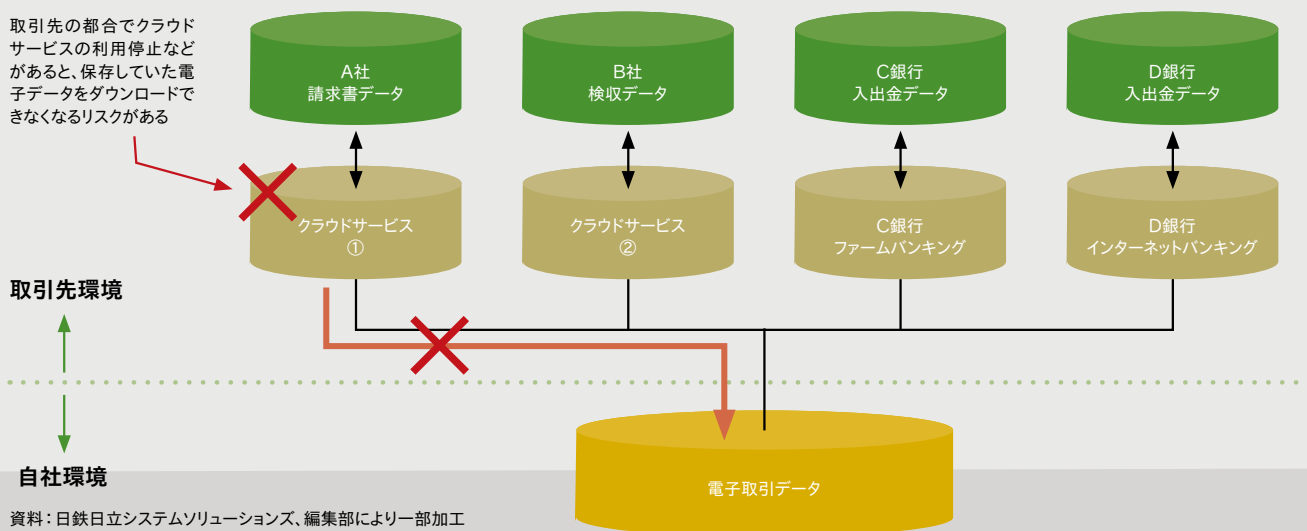 取引先の都合でクラウド
サービスの利用停止など
があると、保存していた電
子データをダウンロードで
きなくなるリスクがある
A社
請求書データ
B社
検収データ
C銀行
入出金データ
D銀行
入出金データ
クラウドサービス
①
クラウドサービス
②
C銀行
ファームバンキング
D銀行
インターネットバンキング
取引先環境
自社環境
電子取引データ
資料：日鉄日立システムソリューションズ、編集部により一部加工